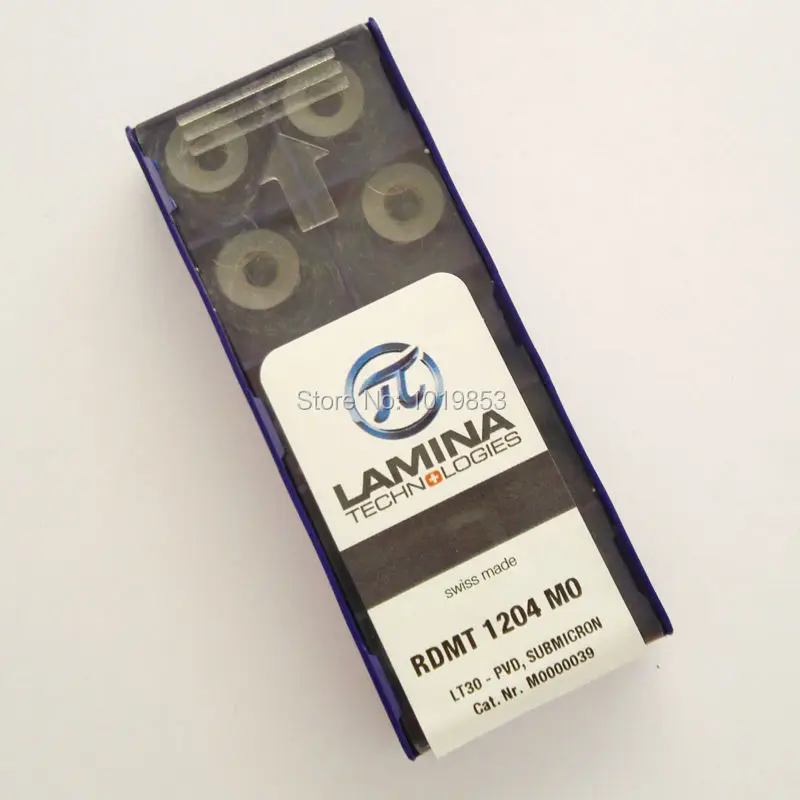 π
Store No: 1019853
LAMINA
TECHNOLOGIES
swiss made
RDMT 1204 M0
LT30 - PVD, SUBMICRON
Cat. Nr. M0000039